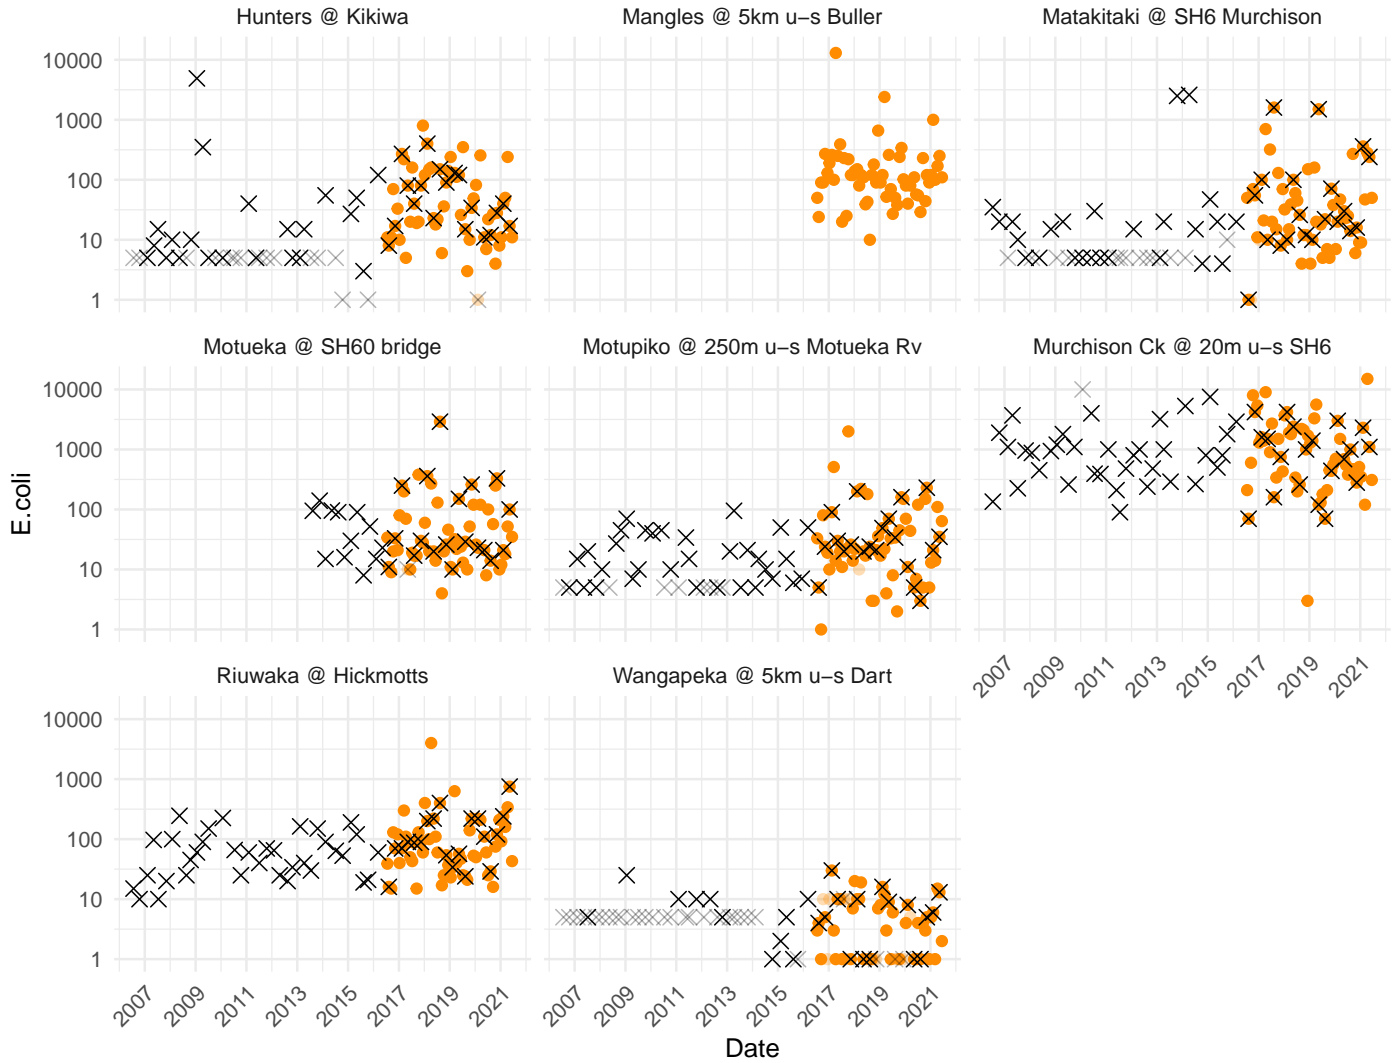 Hunters @ Kikiwa
Mangles @ 5km u−s Buller
Matakitaki @ SH6 Murchison
10000
1000
100
10
1
Motueka @ SH60 bridge
Motupiko @ 250m u−s Motueka Rv
Murchison Ck @ 20m u−s SH6
10000
1000
100
10
1
E.coli
2007 2009 2011 2013 2015 2017 2019 2021
Riuwaka @ Hickmotts
Wangapeka @ 5km u−s Dart
10000
1000
100
10
1
2007 2009 2011 2013 2015 2017 2019 2021
2007 2009 2011 2013 2015 2017 2019 2021
Date